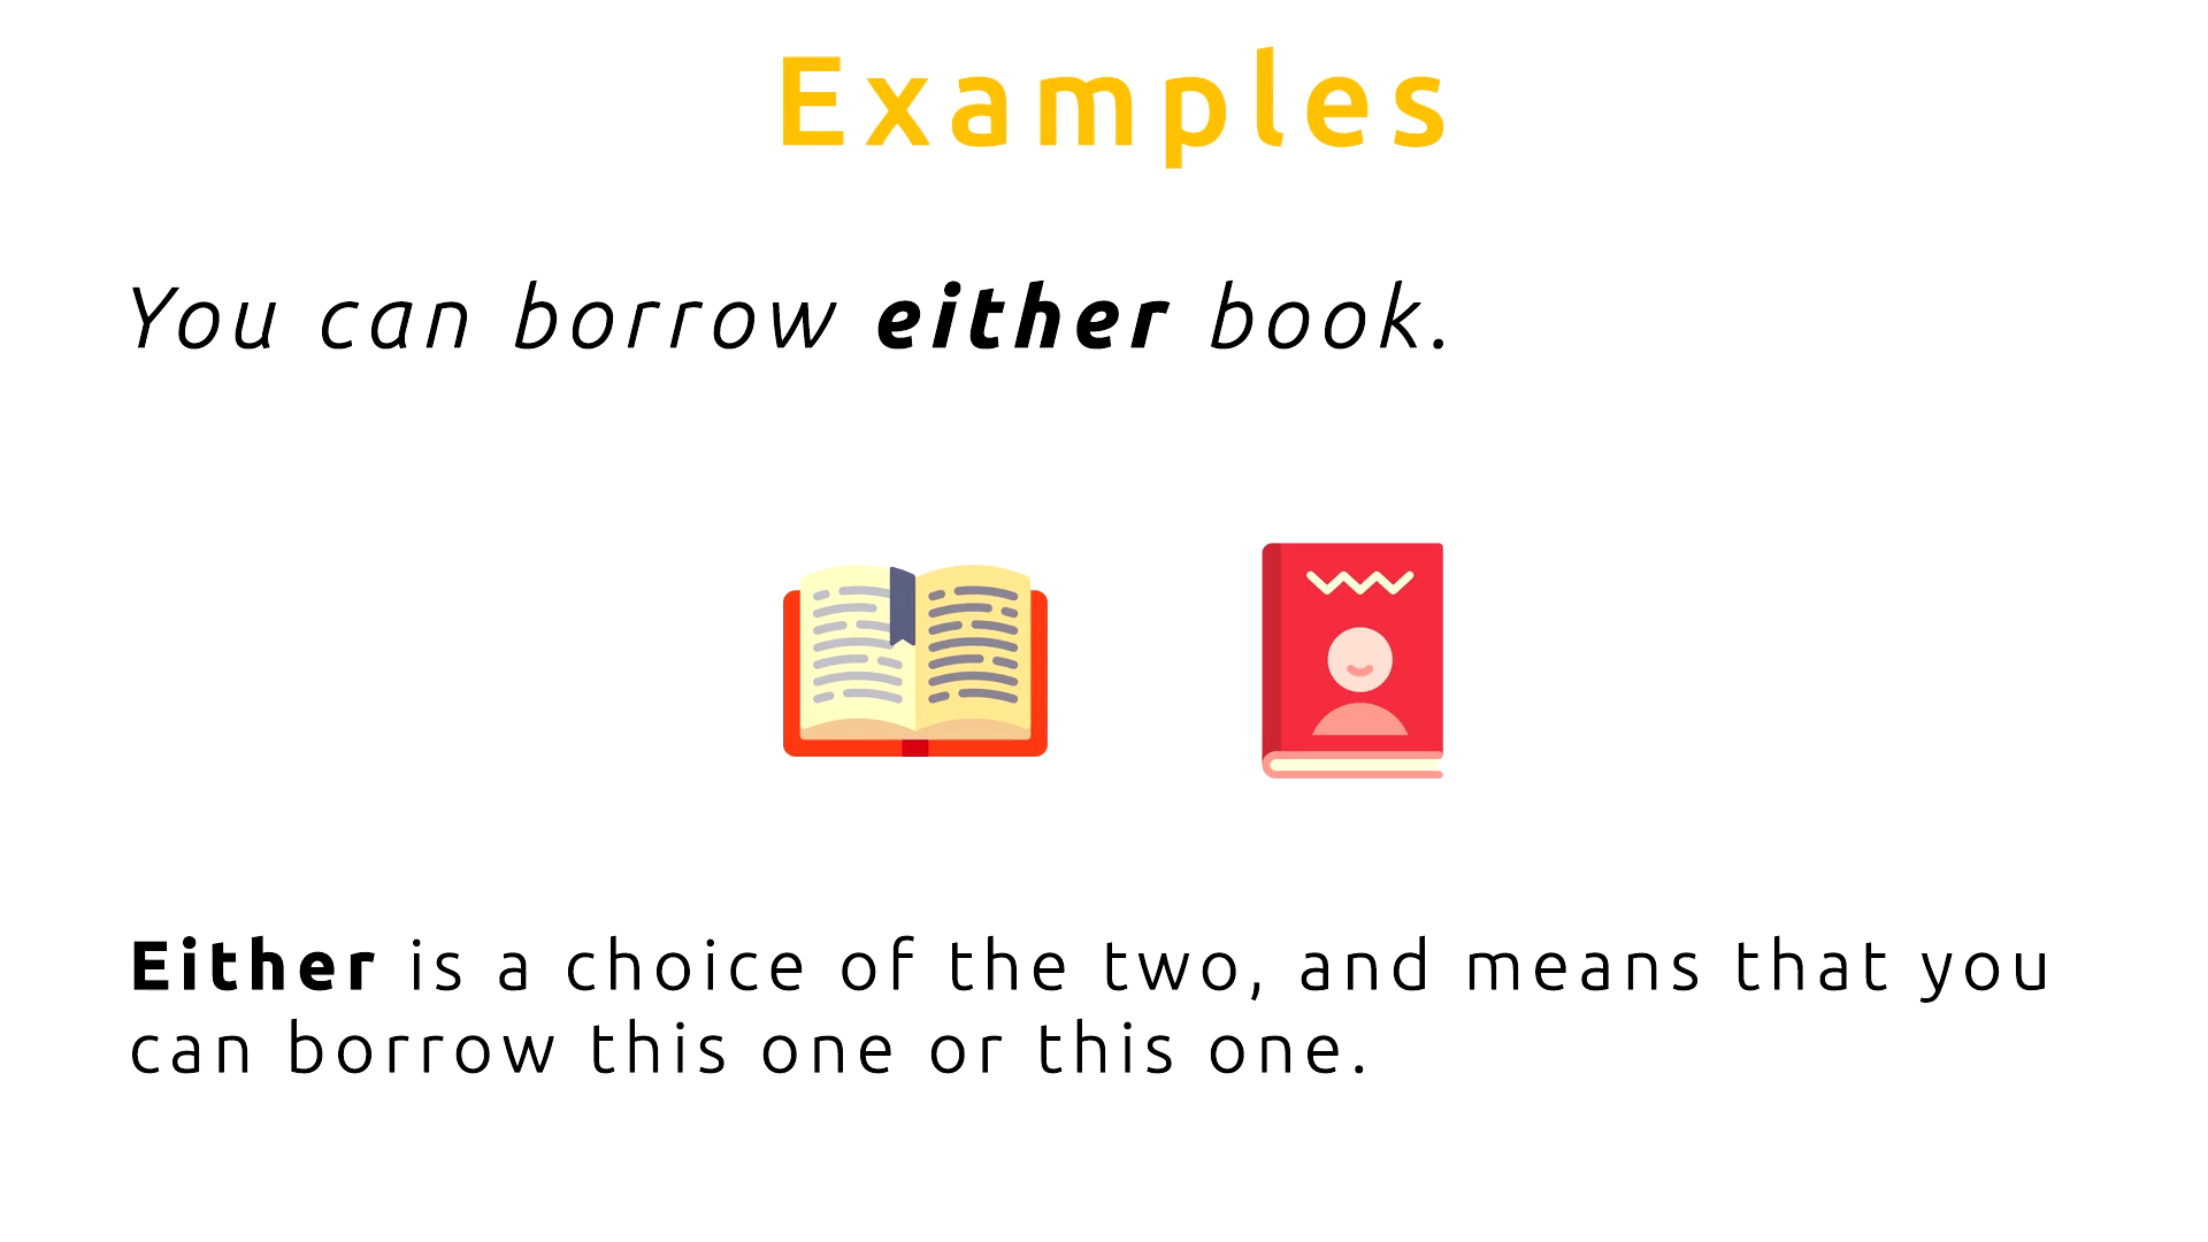 Examples
You can borrow either book.
Either is a choice of the two, and means that you
can borrow this one or this one.